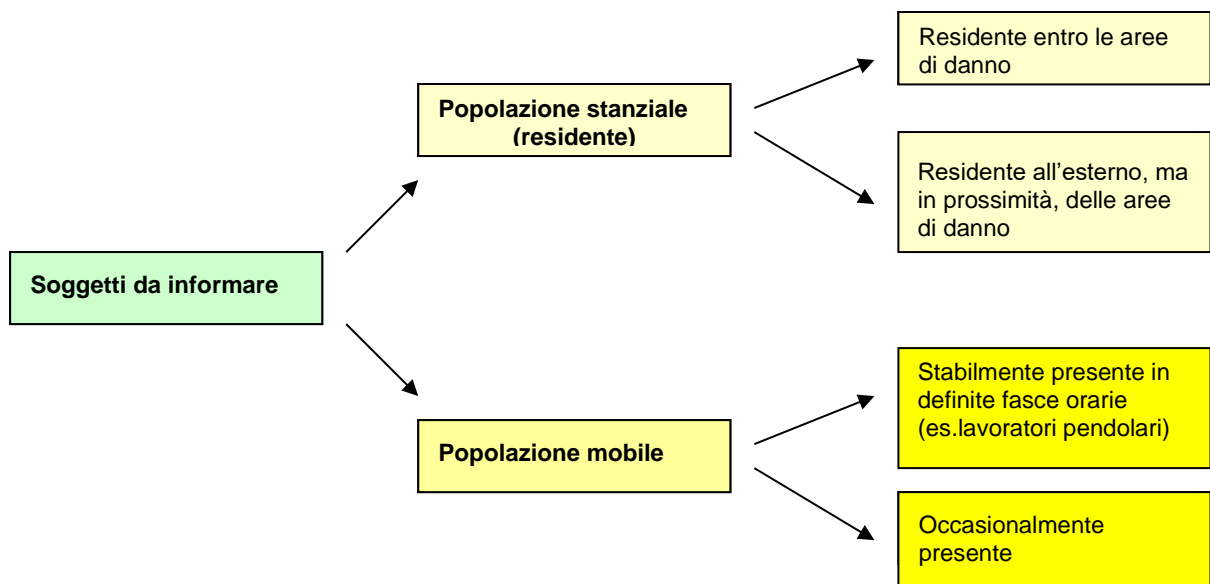 Residente entro le aree
di danno
Popolazione stanziale
(residente)
Residente all’esterno, ma
in prossimità, delle aree
di danno
Soggetti da informare
Stabilmente presente in
definite fasce orarie
(es.lavoratori pendolari)
Popolazione mobile
Occasionalmente
presente